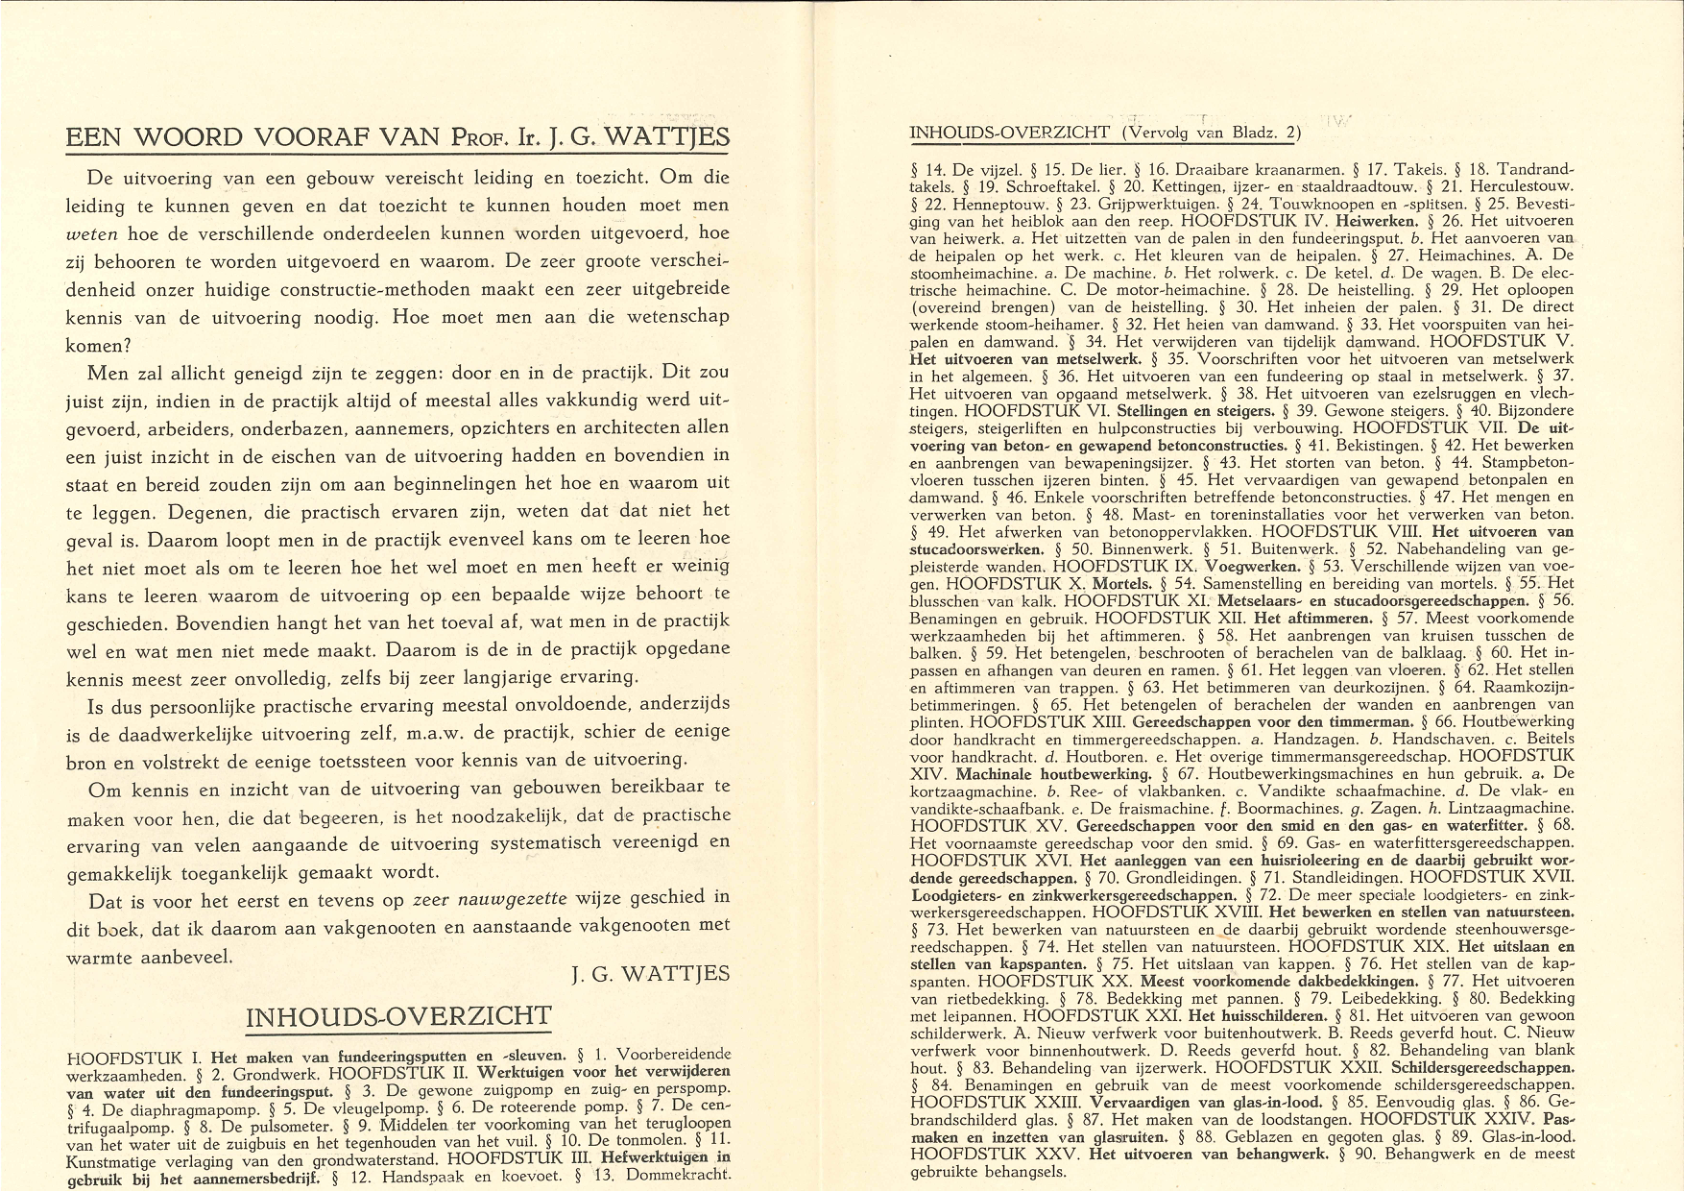 EEN WOORD VOORAF VAN PROF. Ir. J. G. WATTJES
De uitvoering van een gebouw vereischt leiding en toezicht. Om die
leiding te kunnen geven en dat toezicht te kunnen houden moet men
weten hoe de verschillende onderdeelen kunnen worden uitgevoerd, hoe
zij behooren te worden uitgevoerd en waarom. De zeer groote verschei-
denheid onzer huidige constructie-methoden maakt een zeer uitgebreide
kennis van de uitvoering noodig. Hoe moet men aan die wetenschap
komen?
Men zal allicht geneigd zijn te zeggen: door en in de practijk. Dit zou
juist zijn, indien in de practijk altijd of meestal alles vakkundig werd uit-
gevoerd, arbeiders, onderbazen, aannemers, opzichters en architecten allen
een juist inzicht in de eischen van de uitvoering hadden en bovendien in
staat en bereid zouden zijn om aan beginnelingen het hoe en waarom uit
te leggen. Degenen, die practisch ervaren zijn, weten dat dat niet het
geval is. Daarom loopt men in de practijk evenveel kans om te leeren hoe
het niet moet als om te leeren hoe het wel moet en men heeft er weinig
kans te leeren waarom de uitvoering op een bepaalde wijze behoort te
geschieden. Bovendien hangt het van het toeval af, wat men in de practijk
wel en wat men niet mede maakt. Daarom is de in de practijk opgedane
kennis meest zeer onvolledig, zelfs bij zeer langjarige ervaring.
Is dus persoonlijke practische ervaring meestal onvoldoende, anderzijds
is de daadwerkelijke uitvoering zelf, m.a.w. de practijk, schier de eenige
bron en volstrekt de eenige toetssteen voor kennis van de uitvoering.
Om kennis en inzicht van de uitvoering van gebouwen bereikbaar te
maken voor hen, die dat begeeren, is het noodzakelijk, dat de practische
ervaring van velen aangaande de uitvoering systematisch vereenigd en
gemakkelijk toegankelijk gemaakt wordt.
Dat is voor het eerst en tevens op zeer nauwgezette wijze geschied in
dit boek, dat ik daarom aan vakgenooten en aanstaande vakgenooten met
warmte aanbeveel.
J. G. WATTJES
INHOUDS-OVERZICHT
HOOFDSTUK I. Het maken van fundeeringsputten en -sleuven. § 1. Voorbereidende
werkzaamheden. § 2. Grondwerk. HOOFDSTUK II. Werktuigen voor het verwijderen
van water uit den fundeeringsput. § 3. De gewone zuigpomp en zuig- en perspomp.
§ 4. De diaphragmapomp. § 5. De vleugelpomp. § 6. De roteerende pomp. § 7. De cen-
trifugaalpomp. § 8. De pulsometer. § 9. Middelen ter voorkoming van het terugloopen
van het water uit de zuigbuis en het tegenhouden van het vuil. § 10. De tonmolen. § 11.
Kunstmatige verlaging van den grondwaterstand. HOOFDSTUK III. Hefwerktuigen in
gebruik bij het aannemersbedrijf. § 12. Handspaak en koevoet. § 13. Dommekracht.
INHOUDS-OVERZICHT (Vervolg van Bladz. 2)
§ 14. De vijzel. § 15. De lier. § 16. Draaibare kraanarmen. § 17. Takels. § 18. Tandrand-
takels. § 19. Schroeftakel. § 20. Kettingen, ijzer- en staaldraadtouw. § 21. Herculestouw.
§ 22. Henneptouw. § 23. Grijpwerktuigen. § 24. Touwknoopen en -splitsen. § 25. Bevesti-
ging van het heiblok aan den reep. HOOFDSTUK IV. Heiwerken. § 26. Het uitvoeren
van heiwerk. a. Het uitzetten van de palen in den fundeeringsput. b. Het aanvoeren van
de heipalen op het werk. c. Het kleuren van de heipalen. § 27. Heimachines. A. De
stoomheimachine. a. De machine. b. Het rolwerk. c. De ketel. d. De wagen. B. De elec-
trische heimachine. C. De motor-heimachine. § 28. De heistelling. § 29. Het oploopen
(overeind brengen) van de heistelling. § 30. Het inheien der palen. § 31. De direct
werkende stoom-heihamer. § 32. Het heien van damwand. § 33. Het voorspuiten van hei-
palen en damwand. § 34. Het verwijderen van tijdelijk damwand. HOOFDSTUK V.
Het uitvoeren van metselwerk. § 35. Voorschriften voor het uitvoeren van metselwerk
in het algemeen. § 36. Het uitvoeren van een fundeering op staal in metselwerk. § 37.
Het uitvoeren van opgaand metselwerk. § 38. Het uitvoeren van ezelsruggen en vlech-
tingen. HOOFDSTUK VI. Stellingen en steigers. § 39. Gewone steigers. § 40. Bijzondere
steigers, steigerliften en hulpconstructies bij verbouwing. HOOFDSTUK VII. De uit-
voering van beton- en gewapend betonconstructies. § 41. Bekistingen. § 42. Het bewerken
en aanbrengen van bewapeningsijzer. § 43. Het storten van beton. § 44. Stampbeton-
vloeren tusschen ijzeren binten. § 45. Het vervaardigen van gewapend betonpalen en
damwand. § 46. Enkele voorschriften betreffende betonconstructies. § 47. Het mengen en
verwerken van beton. § 48. Mast- en toreninstallaties voor het verwerken van beton.
§ 49. Het afwerken van betonoppervlakken. HOOFDSTUK VIII. Het uitvoeren van
stucadoorswerken. § 50. Binnenwerk. § 51. Buitenwerk. § 52. Nabehandeling van ge-
pleisterde wanden. HOOFDSTUK IX. Voegwerken. § 53. Verschillende wijzen van voe-
gen. HOOFDSTUK X. Mortels. § 54. Samenstelling en bereiding van mortels. § 55. Het
blusschen van kalk. HOOFDSTUK XI. Metselaars- en stucadoorsgereedschappen. § 56.
Benamingen en gebruik. HOOFDSTUK XII. Het aftimmeren. § 57. Meest voorkomende
werkzaamheden bij het aftimmeren. § 58. Het aanbrengen van kruisen tusschen de
balken. § 59. Het betengelen, beschrooten of berachelen van de balklaag. § 60. Het in-
passen en afhangen van deuren en ramen. § 61. Het leggen van vloeren. § 62. Het stellen
en aftimmeren van trappen. § 63. Het betimmeren van deurkozijnen. § 64. Raamkozijn-
betimmeringen. § 65. Het betengelen of berachelen der wanden en aanbrengen van
plinten. HOOFDSTUK XIII. Gereedschappen voor den timmerman. § 66. Houtbewerking
door handkracht en timmergereedschappen. a. Handzagen. b. Handschaven. c. Beitels
voor handkracht. d. Houtboren. e. Het overige timmermansgereedschap. HOOFDSTUK
XIV. Machinale houtbewerking. § 67. Houtbewerkingsmachines en hun gebruik. a. De
kortzaagmachine. b. Ree- of vlakbanken. c. Vandikte schaafmachine. d. De vlak- en
vandikte-schaafbank. e. De fraismachine. f. Boormachines. g. Zagen. h. Lintzaagmachine.
HOOFDSTUK XV. Gereedschappen voor den smid en den gas- en waterfitter. § 68.
Het voornaamste gereedschap voor den smid. § 69. Gas- en waterfittersgereedschappen.
HOOFDSTUK XVI. Het aanleggen van een huisrioleering en de daarbij gebruikt wor-
dende gereedschappen. § 70. Grondleidingen. § 71. Standleidingen. HOOFDSTUK XVII.
Loodgieters- en zinkwerkersgereedschappen. § 72. De meer speciale loodgieters- en zink-
werkersgereedschappen. HOOFDSTUK XVIII. Het bewerken en stellen van natuursteen.
§ 73. Het bewerken van natuursteen en de daarbij gebruikt wordende steenhouwersge-
reedschappen. § 74. Het stellen van natuursteen. HOOFDSTUK XIX. Het uitslaan en
stellen van kapspanten. § 75. Het uitslaan van kappen. § 76. Het stellen van de kap-
spanten. HOOFDSTUK XX. Meest voorkomende dakbedekkingen. § 77. Het uitvoeren
van rietbedekking. § 78. Bedekking met pannen. § 79. Leibedekking. § 80. Bedekking
met leipannen. HOOFDSTUK XXI. Het huisschilderen. § 81. Het uitvoeren van gewoon
schilderwerk. A. Nieuw verfwerk voor buitenhoutwerk. B. Reeds geverfd hout. C. Nieuw
verfwerk voor binnenhoutwerk. D. Reeds geverfd hout. § 82. Behandeling van blank
hout. § 83. Behandeling van ijzerwerk. HOOFDSTUK XXII. Schildersgereedschappen.
§ 84. Benamingen en gebruik van de meest voorkomende schildersgereedschappen.
HOOFDSTUK XXIII. Vervaardigen van glas-in-lood. § 85. Eenvoudig glas. § 86. Ge-
brandschilderd glas. § 87. Het maken van de loodstangen. HOOFDSTUK XXIV. Pas-
maken en inzetten van glasruiten. § 88. Geblazen en gegoten glas. § 89. Glas-in-lood.
HOOFDSTUK XXV. Het uitvoeren van behangwerk. § 90. Behangwerk en de meest
gebruikte behangsels.